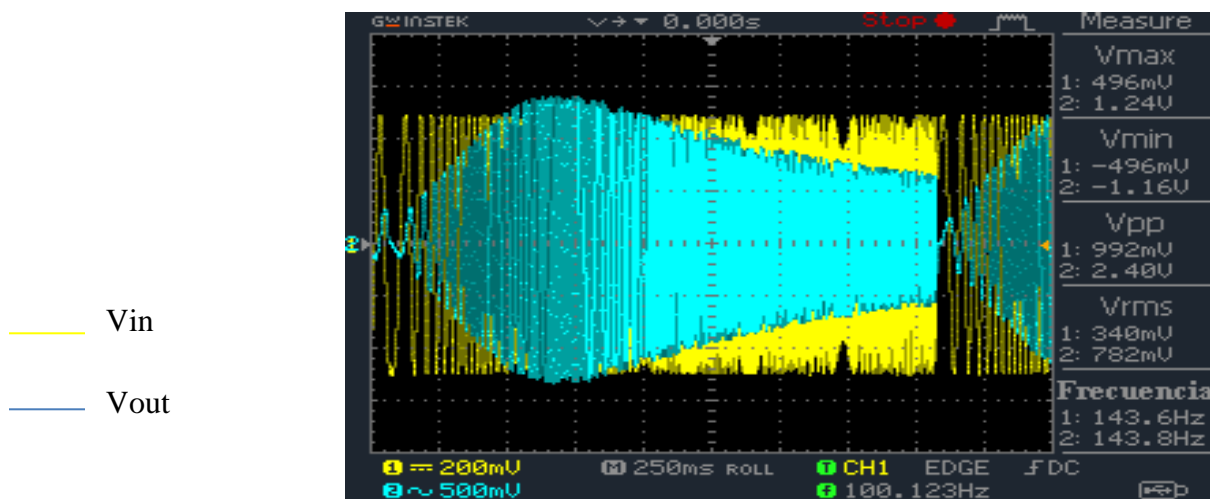 GWINSTEK 0.000s Stop Measure
Vmax
1: 496mV
2: 1.24V
Vmin
1: -496mV
2: -1.16V
Vpp
1: 992mV
2: 2.40V
Vrms
1: 340mV
2: 782mV
Frecuencia
1: 143.6Hz
2: 143.8Hz
1 200mV M 250ms ROLL T CH1 EDGE DC
2 500mV f 100.123Hz
Vin
Vout